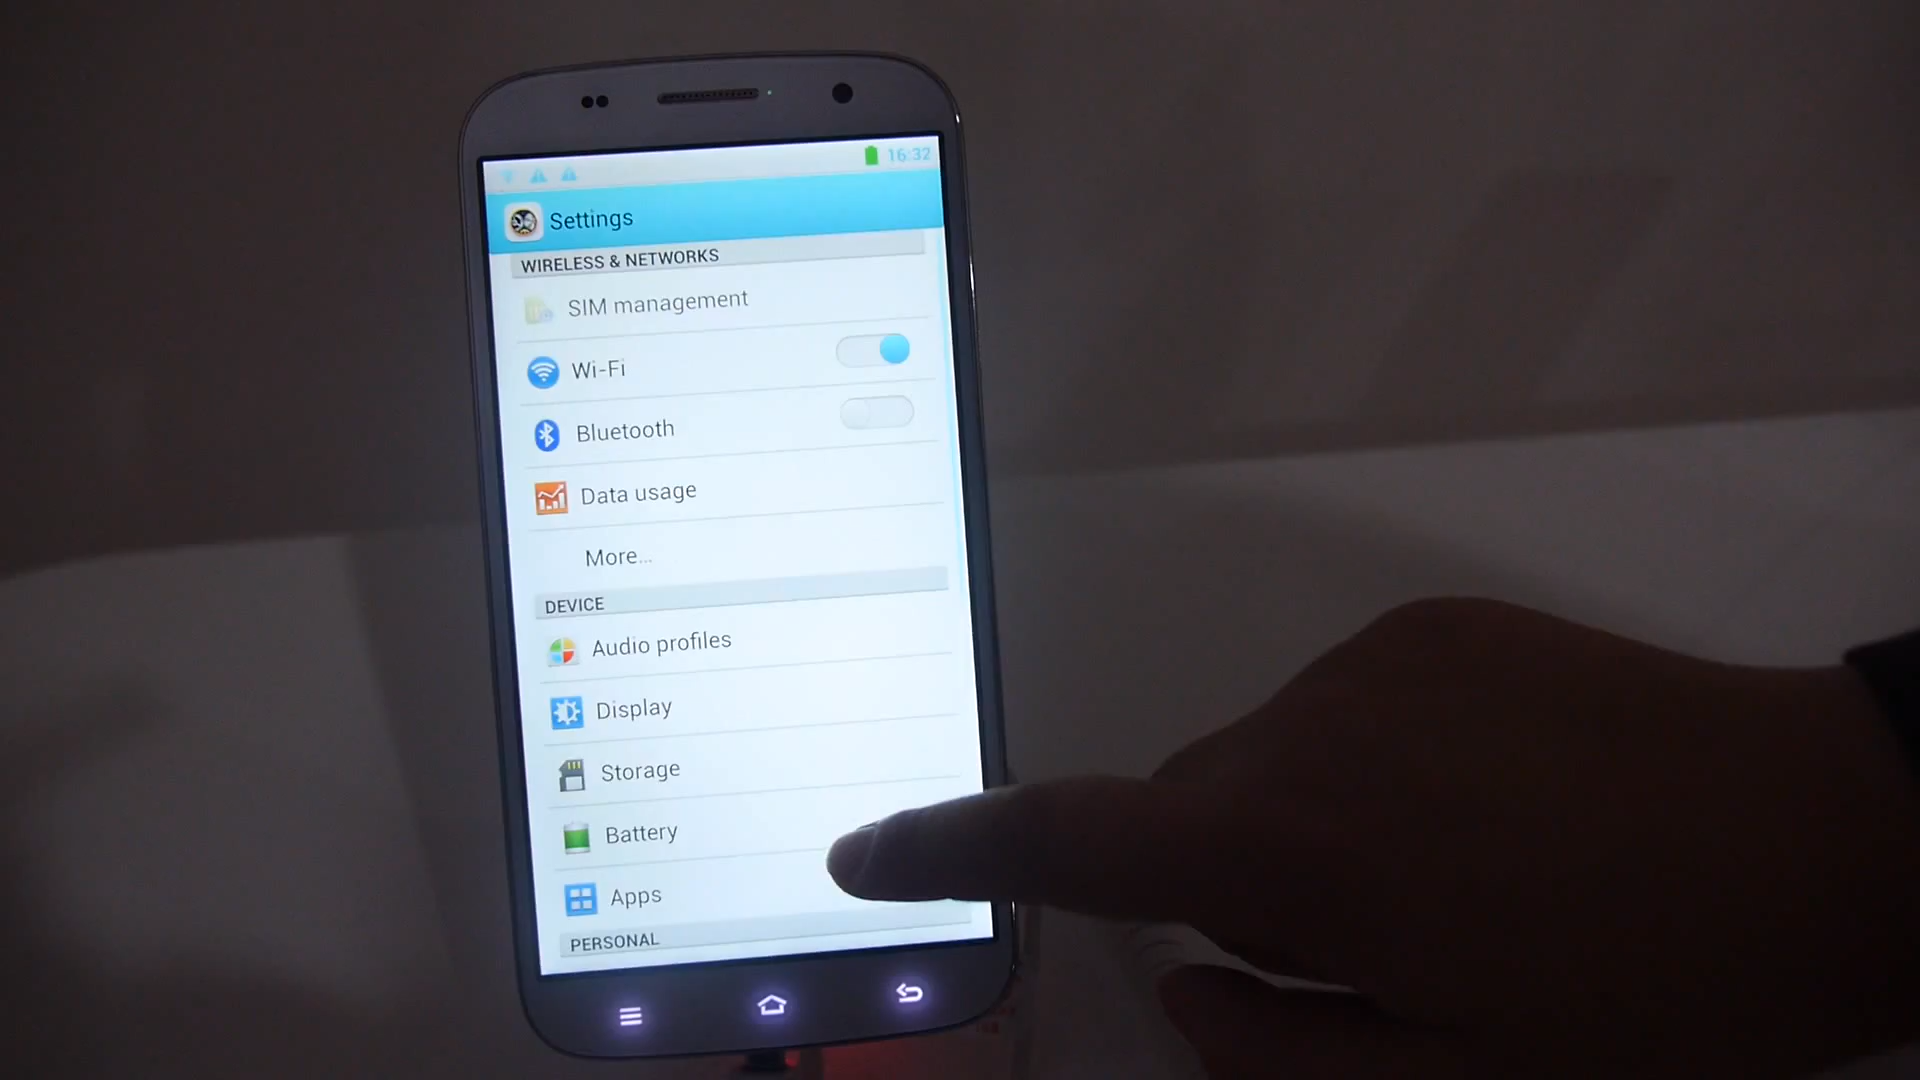 16:32
Settings
WIRELESS & NETWORKS
SIM management
Wi-Fi
Bluetooth
Data usage
More...
DEVICE
Audio profiles
Display
Storage
Battery
Apps
PERSONAL